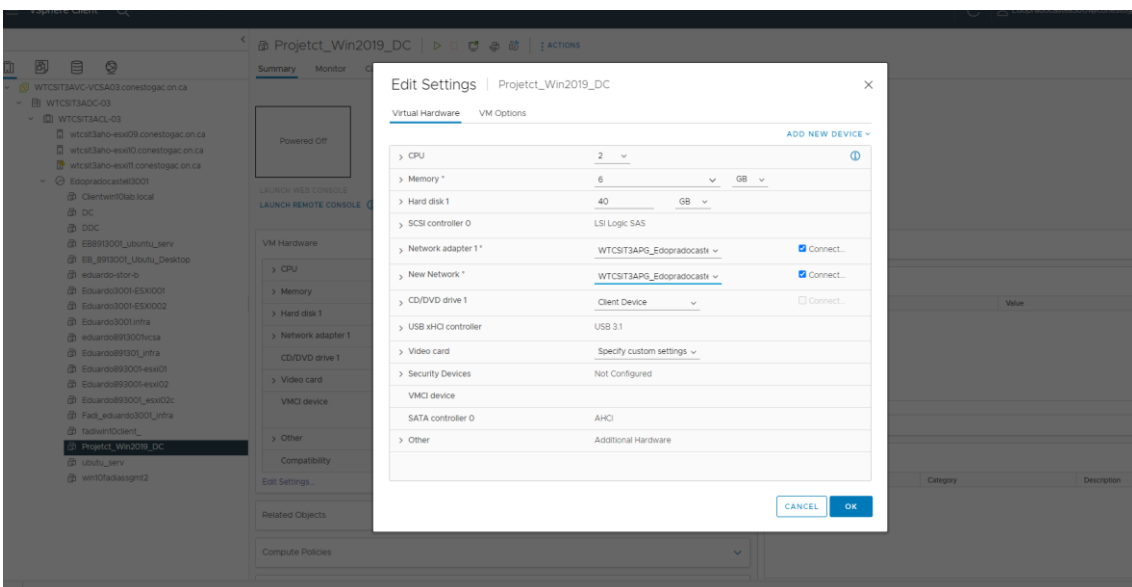 vSphere Client
Projetct_Win2019_DC
ACTIONS
Summary Monitor
WTCSIT3AVC-VCSA03.conestogac.on.ca
WTCSIT3ADC-03
WTCSIT3ACL-03
wtcsit3aho-esxi09.conestogac.on.ca
wtcsit3aho-esxi10.conestogac.on.ca
wtcsit3aho-esxi11.conestogac.on.ca
Edopradocastell3001
Clientwin10lab.local
DC
DDC
EB8913001_ubuntu_serv
EB_8913001_Ubutu_Desktop
eduardo-stor-b
Eduardo3001-ESXI001
Eduardo3001-ESXI002
Eduardo3001.infra
eduardo8913001vcsa
Eduardo891301_infra
Eduardo893001-esxi01
Eduardo893001-esxi02
Eduardo893001_esxi02c
Fadi_eduardo3001_infra
fadiwin10client_
Projetct_Win2019_DC
ubutu_serv
win10fadiassgmt2
Powered Off
LAUNCH WEB CONSOLE
LAUNCH REMOTE CONSOLE
VM Hardware
CPU
Memory
Hard disk 1
Network adapter 1
CD/DVD drive 1
Video card
VMCI device
Other
Compatibility
Edit Settings...
Related Objects
Compute Policies
Edit Settings Projetct_Win2019_DC
Virtual Hardware VM Options
ADD NEW DEVICE
CPU 2
Memory * 6 GB
Hard disk 1 40 GB
SCSI controller 0 LSI Logic SAS
Network adapter 1 * WTCSIT3APG_Edopradocaste Connect...
New Network * WTCSIT3APG_Edopradocaste Connect...
CD/DVD drive 1 Client Device Connect...
USB xHCI controller USB 3.1
Video card Specify custom settings
Security Devices Not Configured
VMCI device
SATA controller 0 AHCI
Other Additional Hardware
CANCEL OK
Value
Category Description